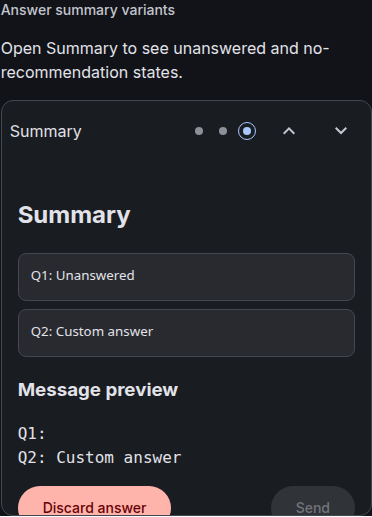 Answer summary variants
Open Summary to see unanswered and no-
recommendation states.
Summary
Summary
Q1: Unanswered
Q2: Custom answer
Message preview
Q1:
Q2: Custom answer
Discard answer
Send